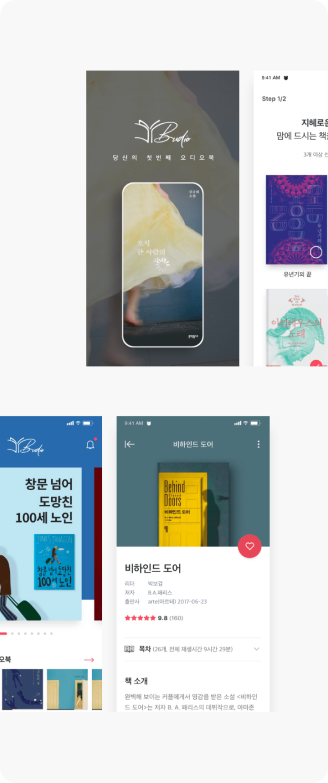 Budio
당신의 첫번째 오디오북
9:41 AM
Step 1/2
지혜로운
맘에 드시는 책을
3개 이상 선
유년기의 끝
Budio
창문 넘어
도망친
100세 노인
창문 넘어
도망친
100세 노인
오북
9:41 AM
비하인드 도어
Behind
Doors
비하인드 도어
비하인드 도어
리더 박보걸
저자 B.A 패리스
출판사 arte(아르테) 2017-06-23
9.8 (160)
목차 (26개, 전체 재생시간 9시간 29분)
책 소개
완벽해 보이는 커플에게서 영감을 받은 소설 <비하인
드 도어>는 저자 B. A. 패리스의 데뷔작으로, 아마존